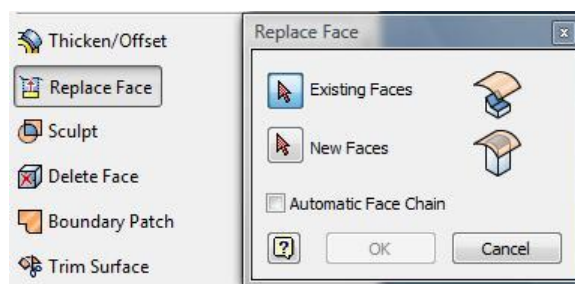 Thicken/Offset
Replace Face
Sculpt
Delete Face
Boundary Patch
Trim Surface
Replace Face
Existing Faces
New Faces
Automatic Face Chain
?
OK
Cancel